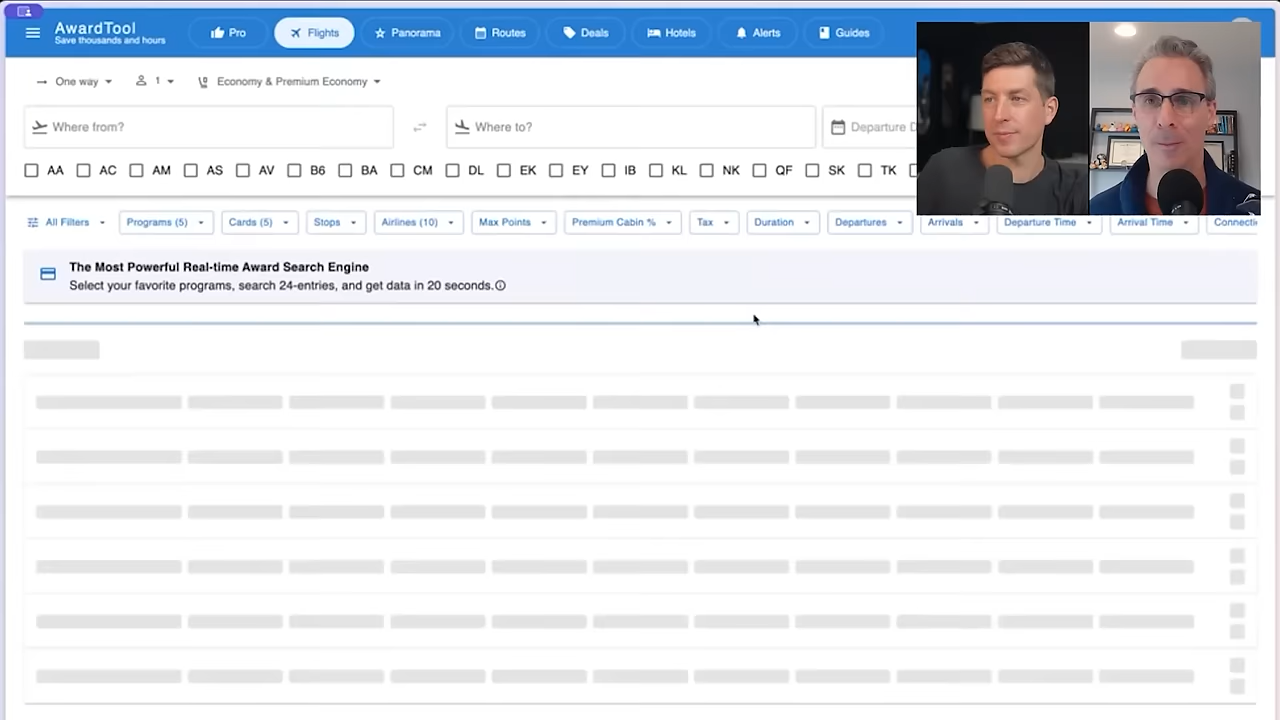 AwardTool
Save thousands and hours
Pro
Flights
Panorama
Routes
Deals
Hotels
Alerts
Guides
One way
1
Economy & Premium Economy
Where from?
Where to?
Departure D
AA AC AM AS AV B6 BA CM DL EK EY IB KL NK QF SK TK
All Filters
Programs (5)
Cards (5)
Stops
Airlines (10)
Max Points
Premium Cabin %
Tax
Duration
Departures
Arrivals
Departure Time
Arrival Time
Connecti
The Most Powerful Real-time Award Search Engine
Select your favorite programs, search 24-entries, and get data in 20 seconds.